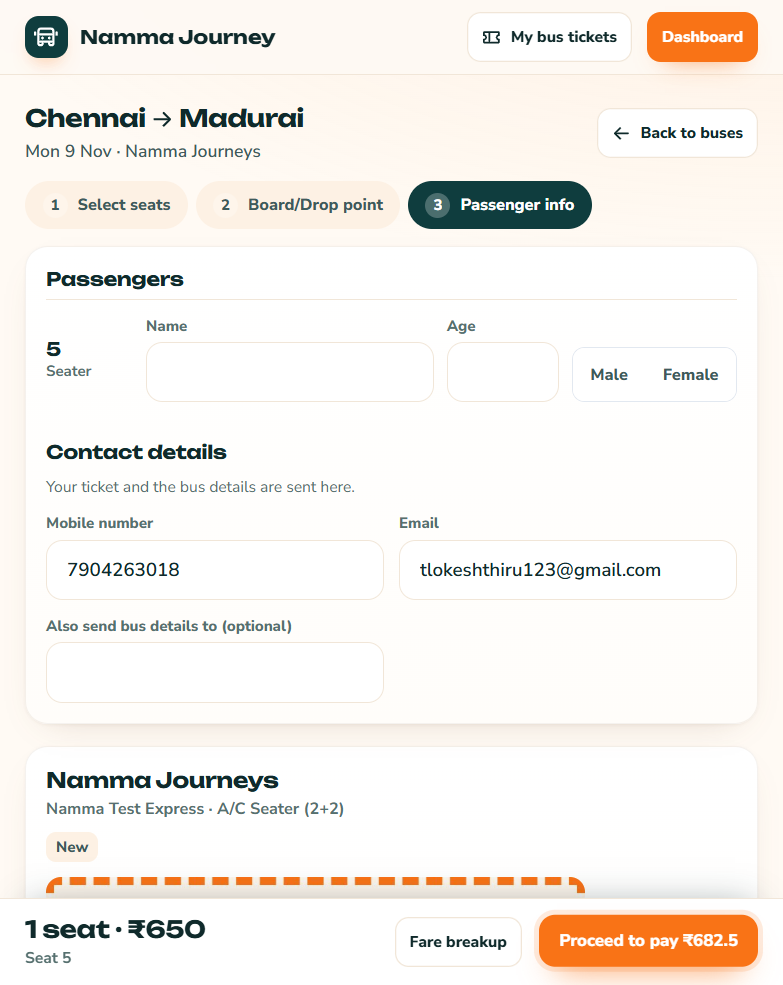 Namma Journey
My bus tickets
Dashboard
Chennai → Madurai
Mon 9 Nov · Namma Journeys
← Back to buses
1 Select seats
2 Board/Drop point
3 Passenger info
Passengers
Name
Age
5
Seater
Male
Female
Contact details
Your ticket and the bus details are sent here.
Mobile number
Email
7904263018
tlokeshthiru123@gmail.com
Also send bus details to (optional)
Namma Journeys
Namma Test Express · A/C Seater (2+2)
New
1 seat · ₹650
Seat 5
Fare breakup
Proceed to pay ₹682.5